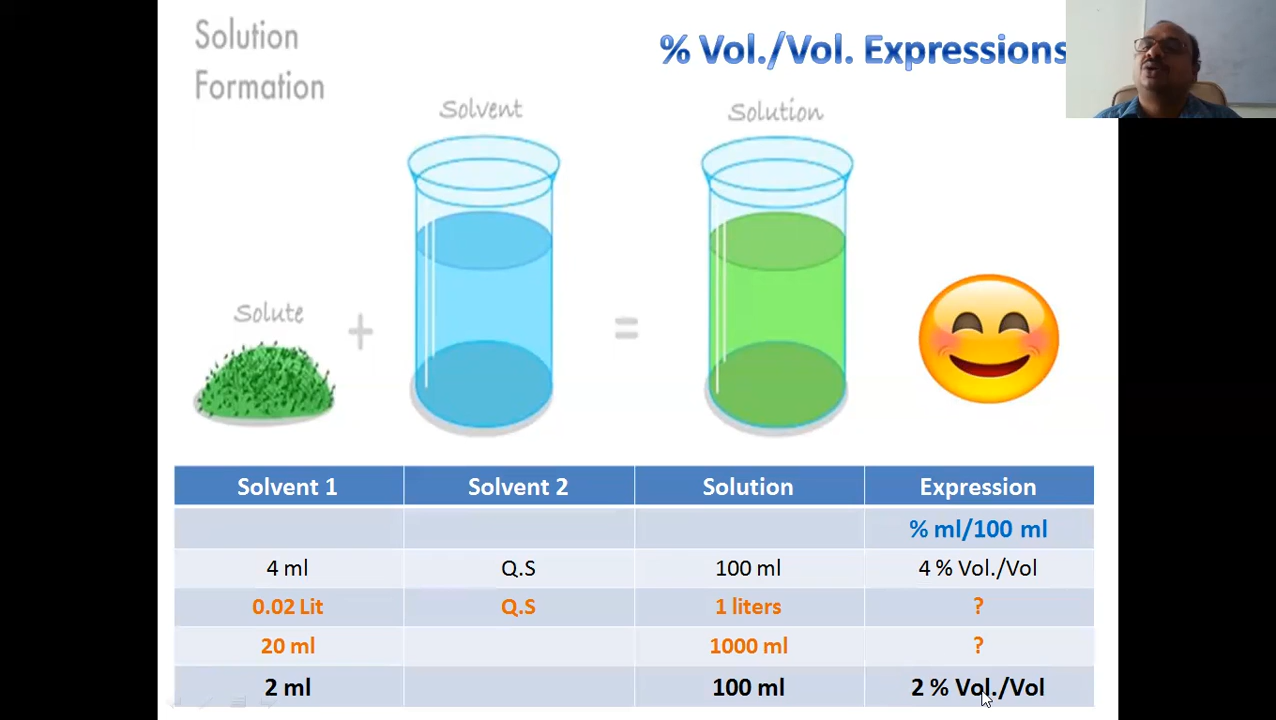 Solution
Formation
% Vol./Vol. Expressions
Solvent
Solution
Solute
+
=
Solvent 1 Solvent 2 Solution Expression
% ml/100 ml
4 ml Q.S 100 ml 4 % Vol./Vol
0.02 Lit Q.S 1 liters ?
20 ml 1000 ml ?
2 ml 100 ml 2 % Vol./Vol